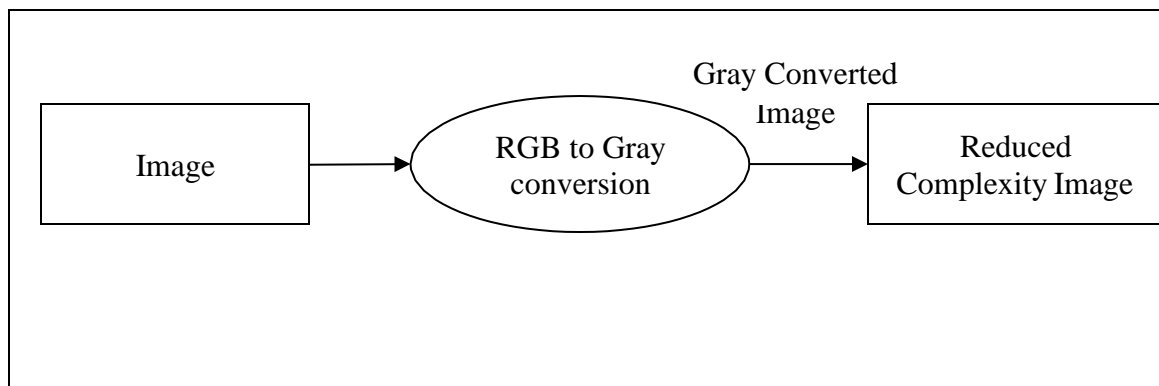 Image
RGB to Gray
conversion
Gray Converted
Image
Reduced
Complexity Image